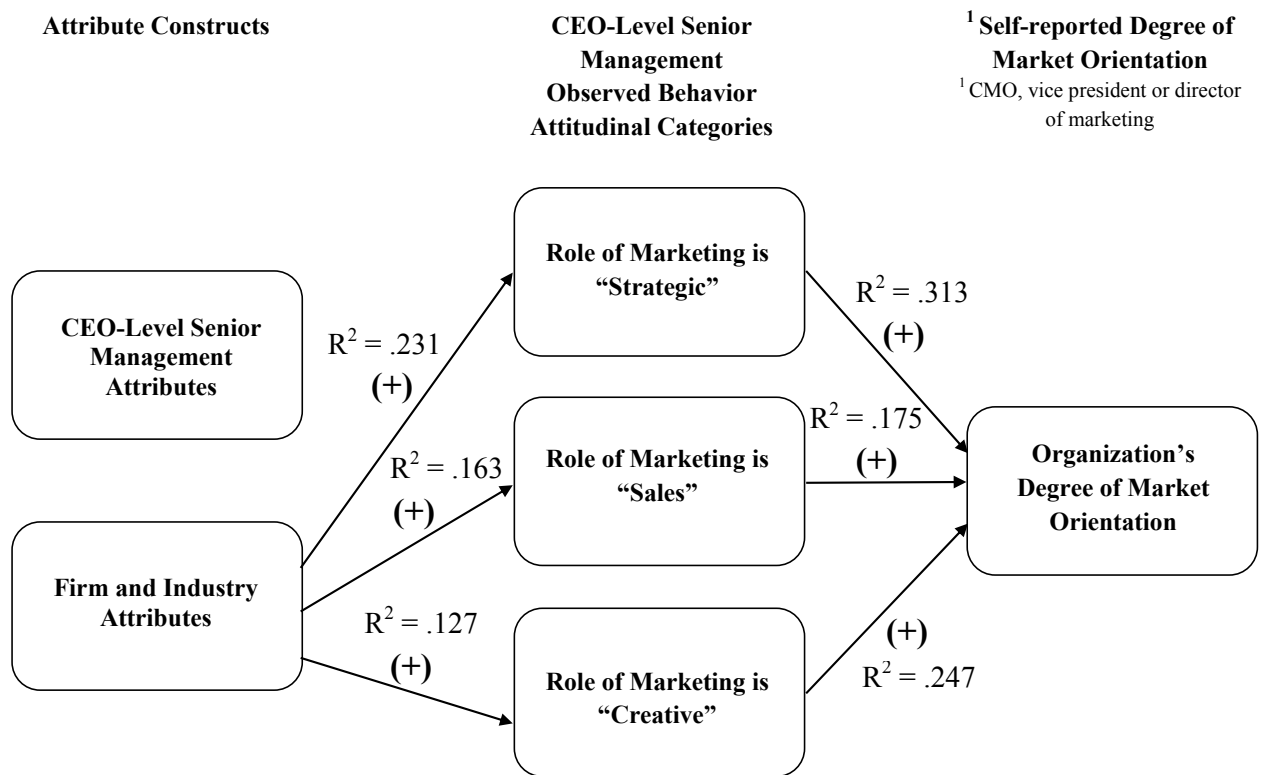 Attribute Constructs
CEO-Level Senior
Management
Observed Behavior
Attitudinal Categories
¹ Self-reported Degree of
Market Orientation
¹ CMO, vice president or director
of marketing
CEO-Level Senior
Management
Attributes
Firm and Industry
Attributes
R² = .231
(+)
R² = .163
(+)
R² = .127
(+)
Role of Marketing is
“Strategic”
Role of Marketing is
“Sales”
Role of Marketing is
“Creative”
R² = .313
(+)
R² = .175
(+)
(+)
R² = .247
Organization’s
Degree of Market
Orientation